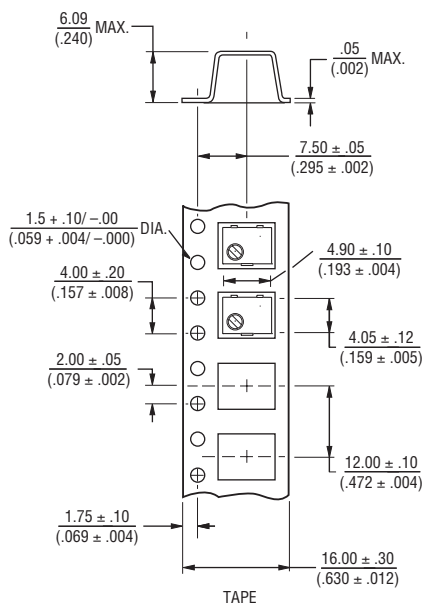 6.09 MAX.
(.240)
.05 MAX.
(.002)
7.50 ± .05
(.295 ± .002)
1.5 + .10/ –.00 DIA.
(.059 + .004/ –.000)
4.90 ± .10
(.193 ± .004)
4.00 ± .20
(.157 ± .008)
4.05 ± .12
(.159 ± .005)
2.00 ± .05
(.079 ± .002)
12.00 ± .10
(.472 ± .004)
1.75 ± .10
(.069 ± .004)
16.00 ± .30
(.630 ± .012)
TAPE